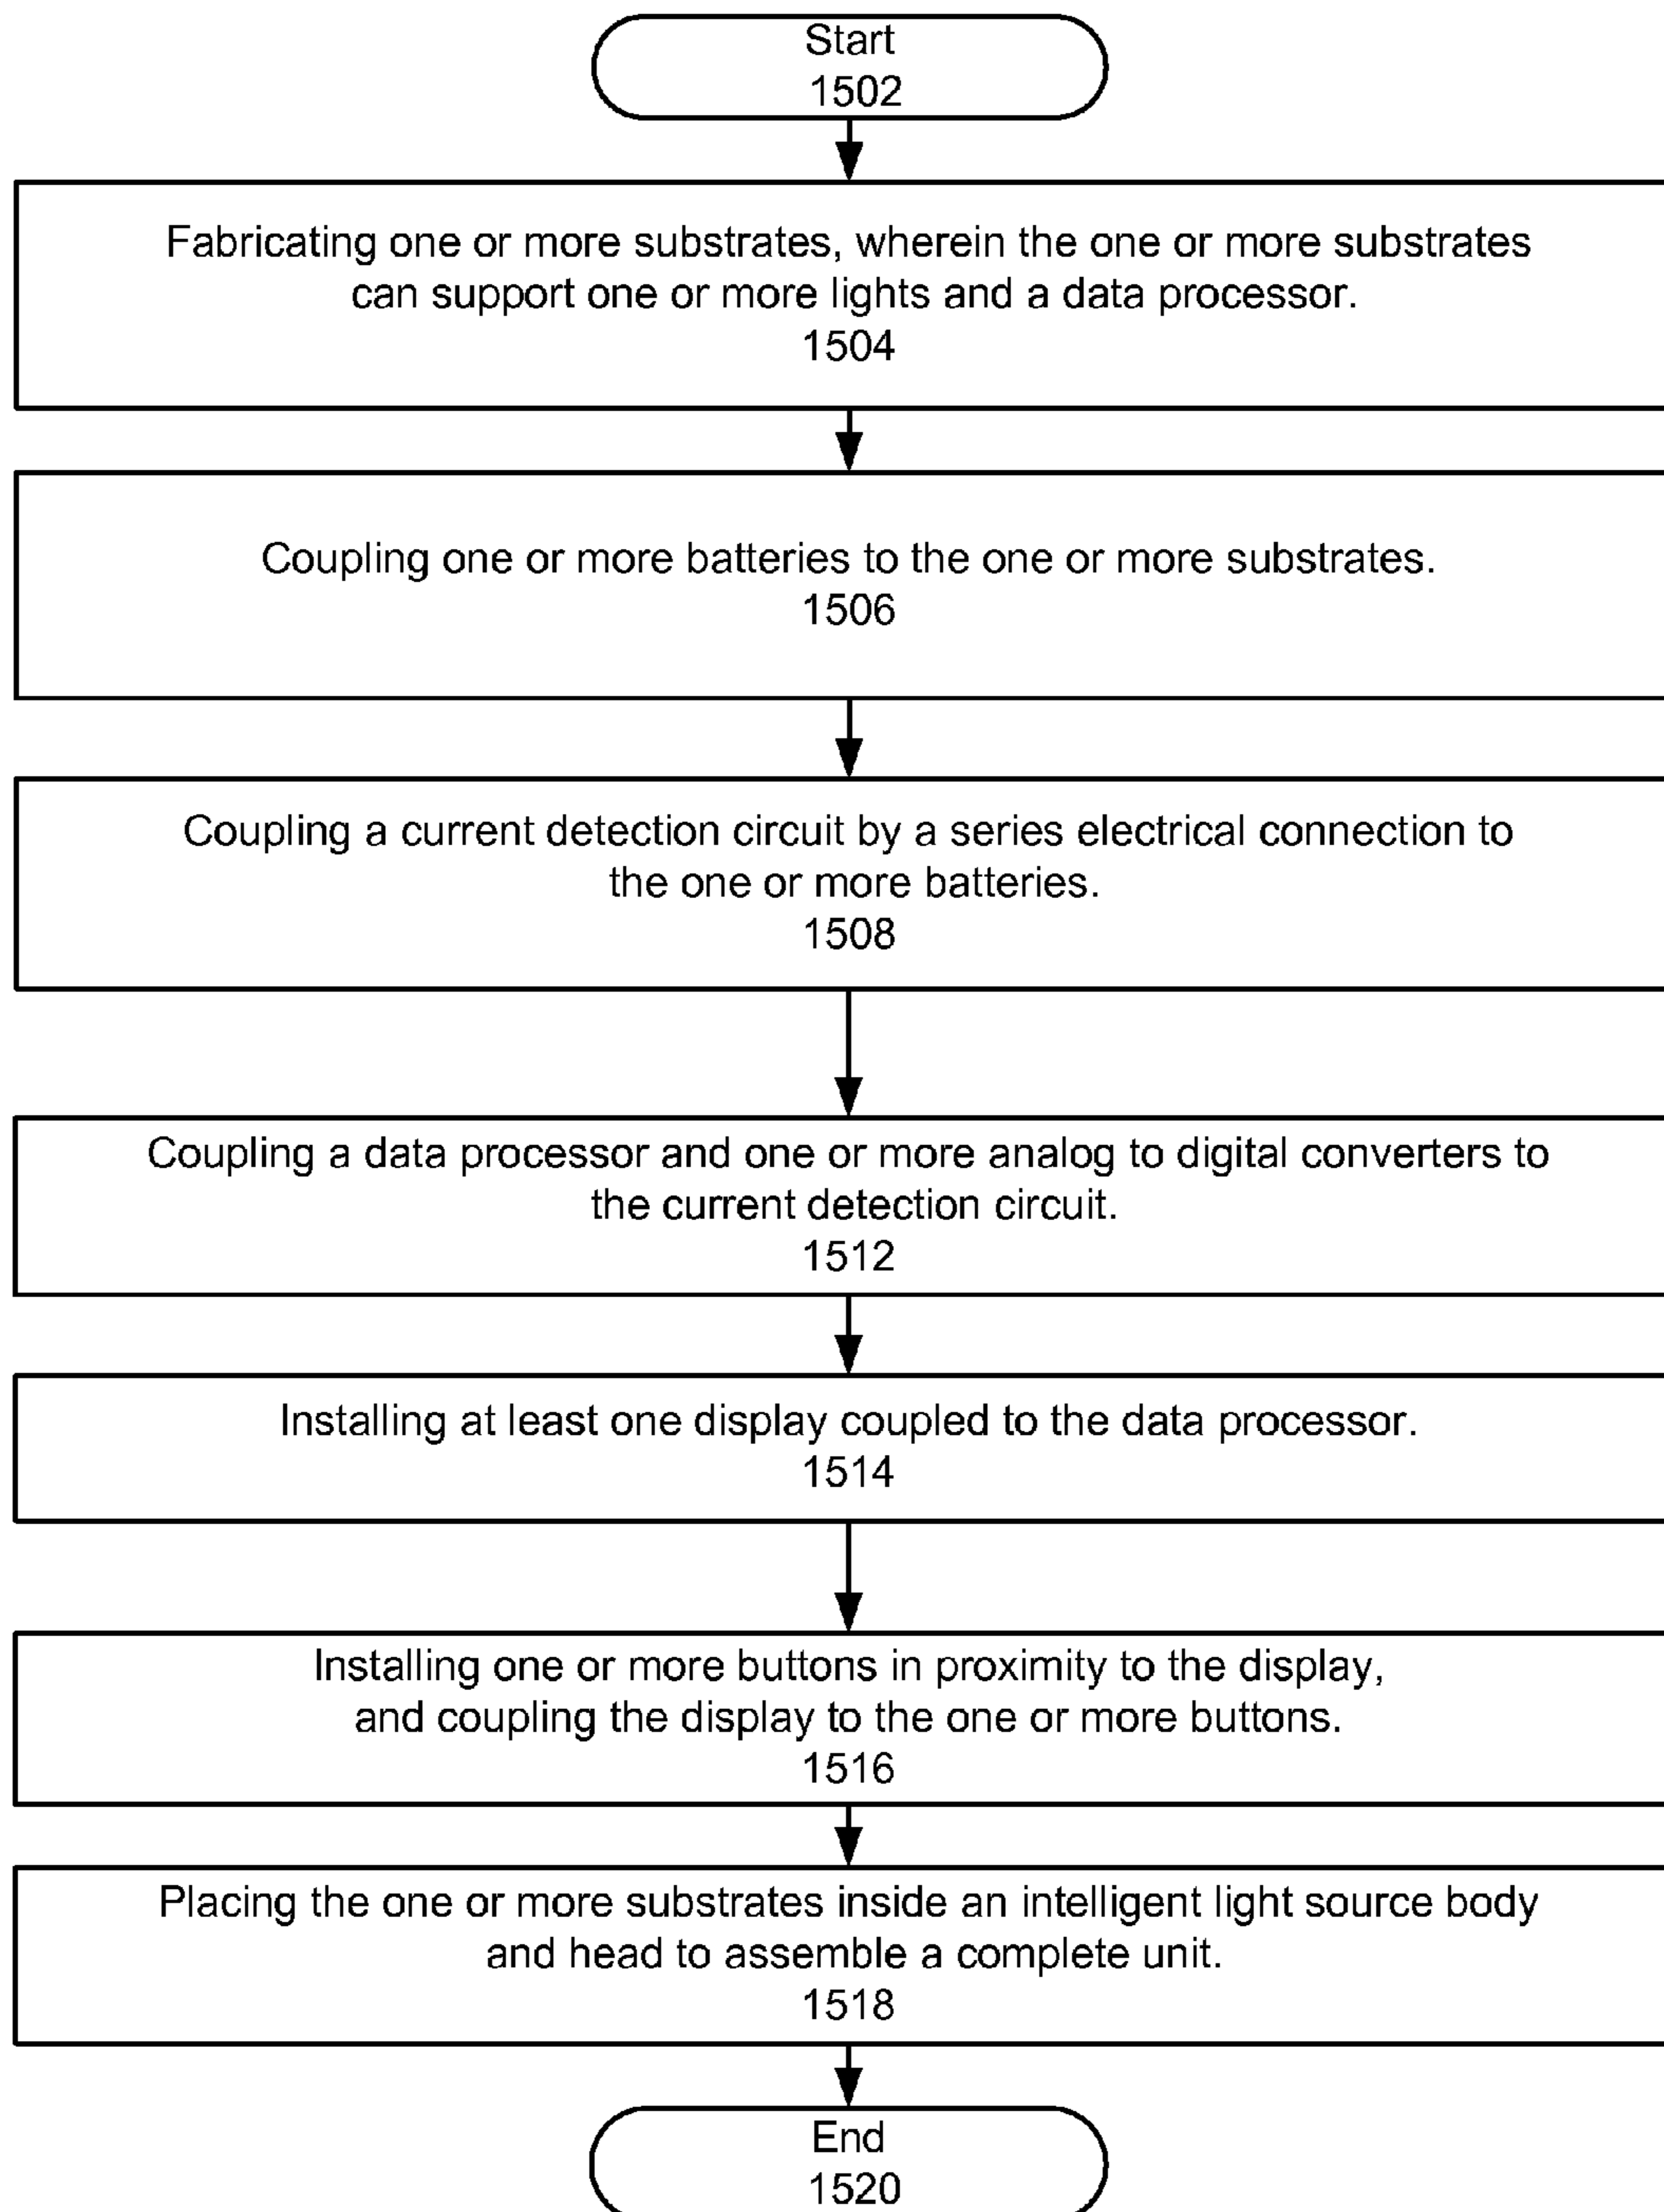 Start
1502
Fabricating one or more substrates, wherein the one or more substrates
can support one or more lights and a data processor.
1504
Coupling one or more batteries to the one or more substrates.
1506
Coupling a current detection circuit by a series electrical connection to
the one or more batteries.
1508
Coupling a data processor and one or more analog to digital converters to
the current detection circuit.
1512
Installing at least one display coupled to the data processor.
1514
Installing one or more buttons in proximity to the display,
and coupling the display to the one or more buttons.
1516
Placing the one or more substrates inside an intelligent light source body
and head to assemble a complete unit.
1518
End
1520